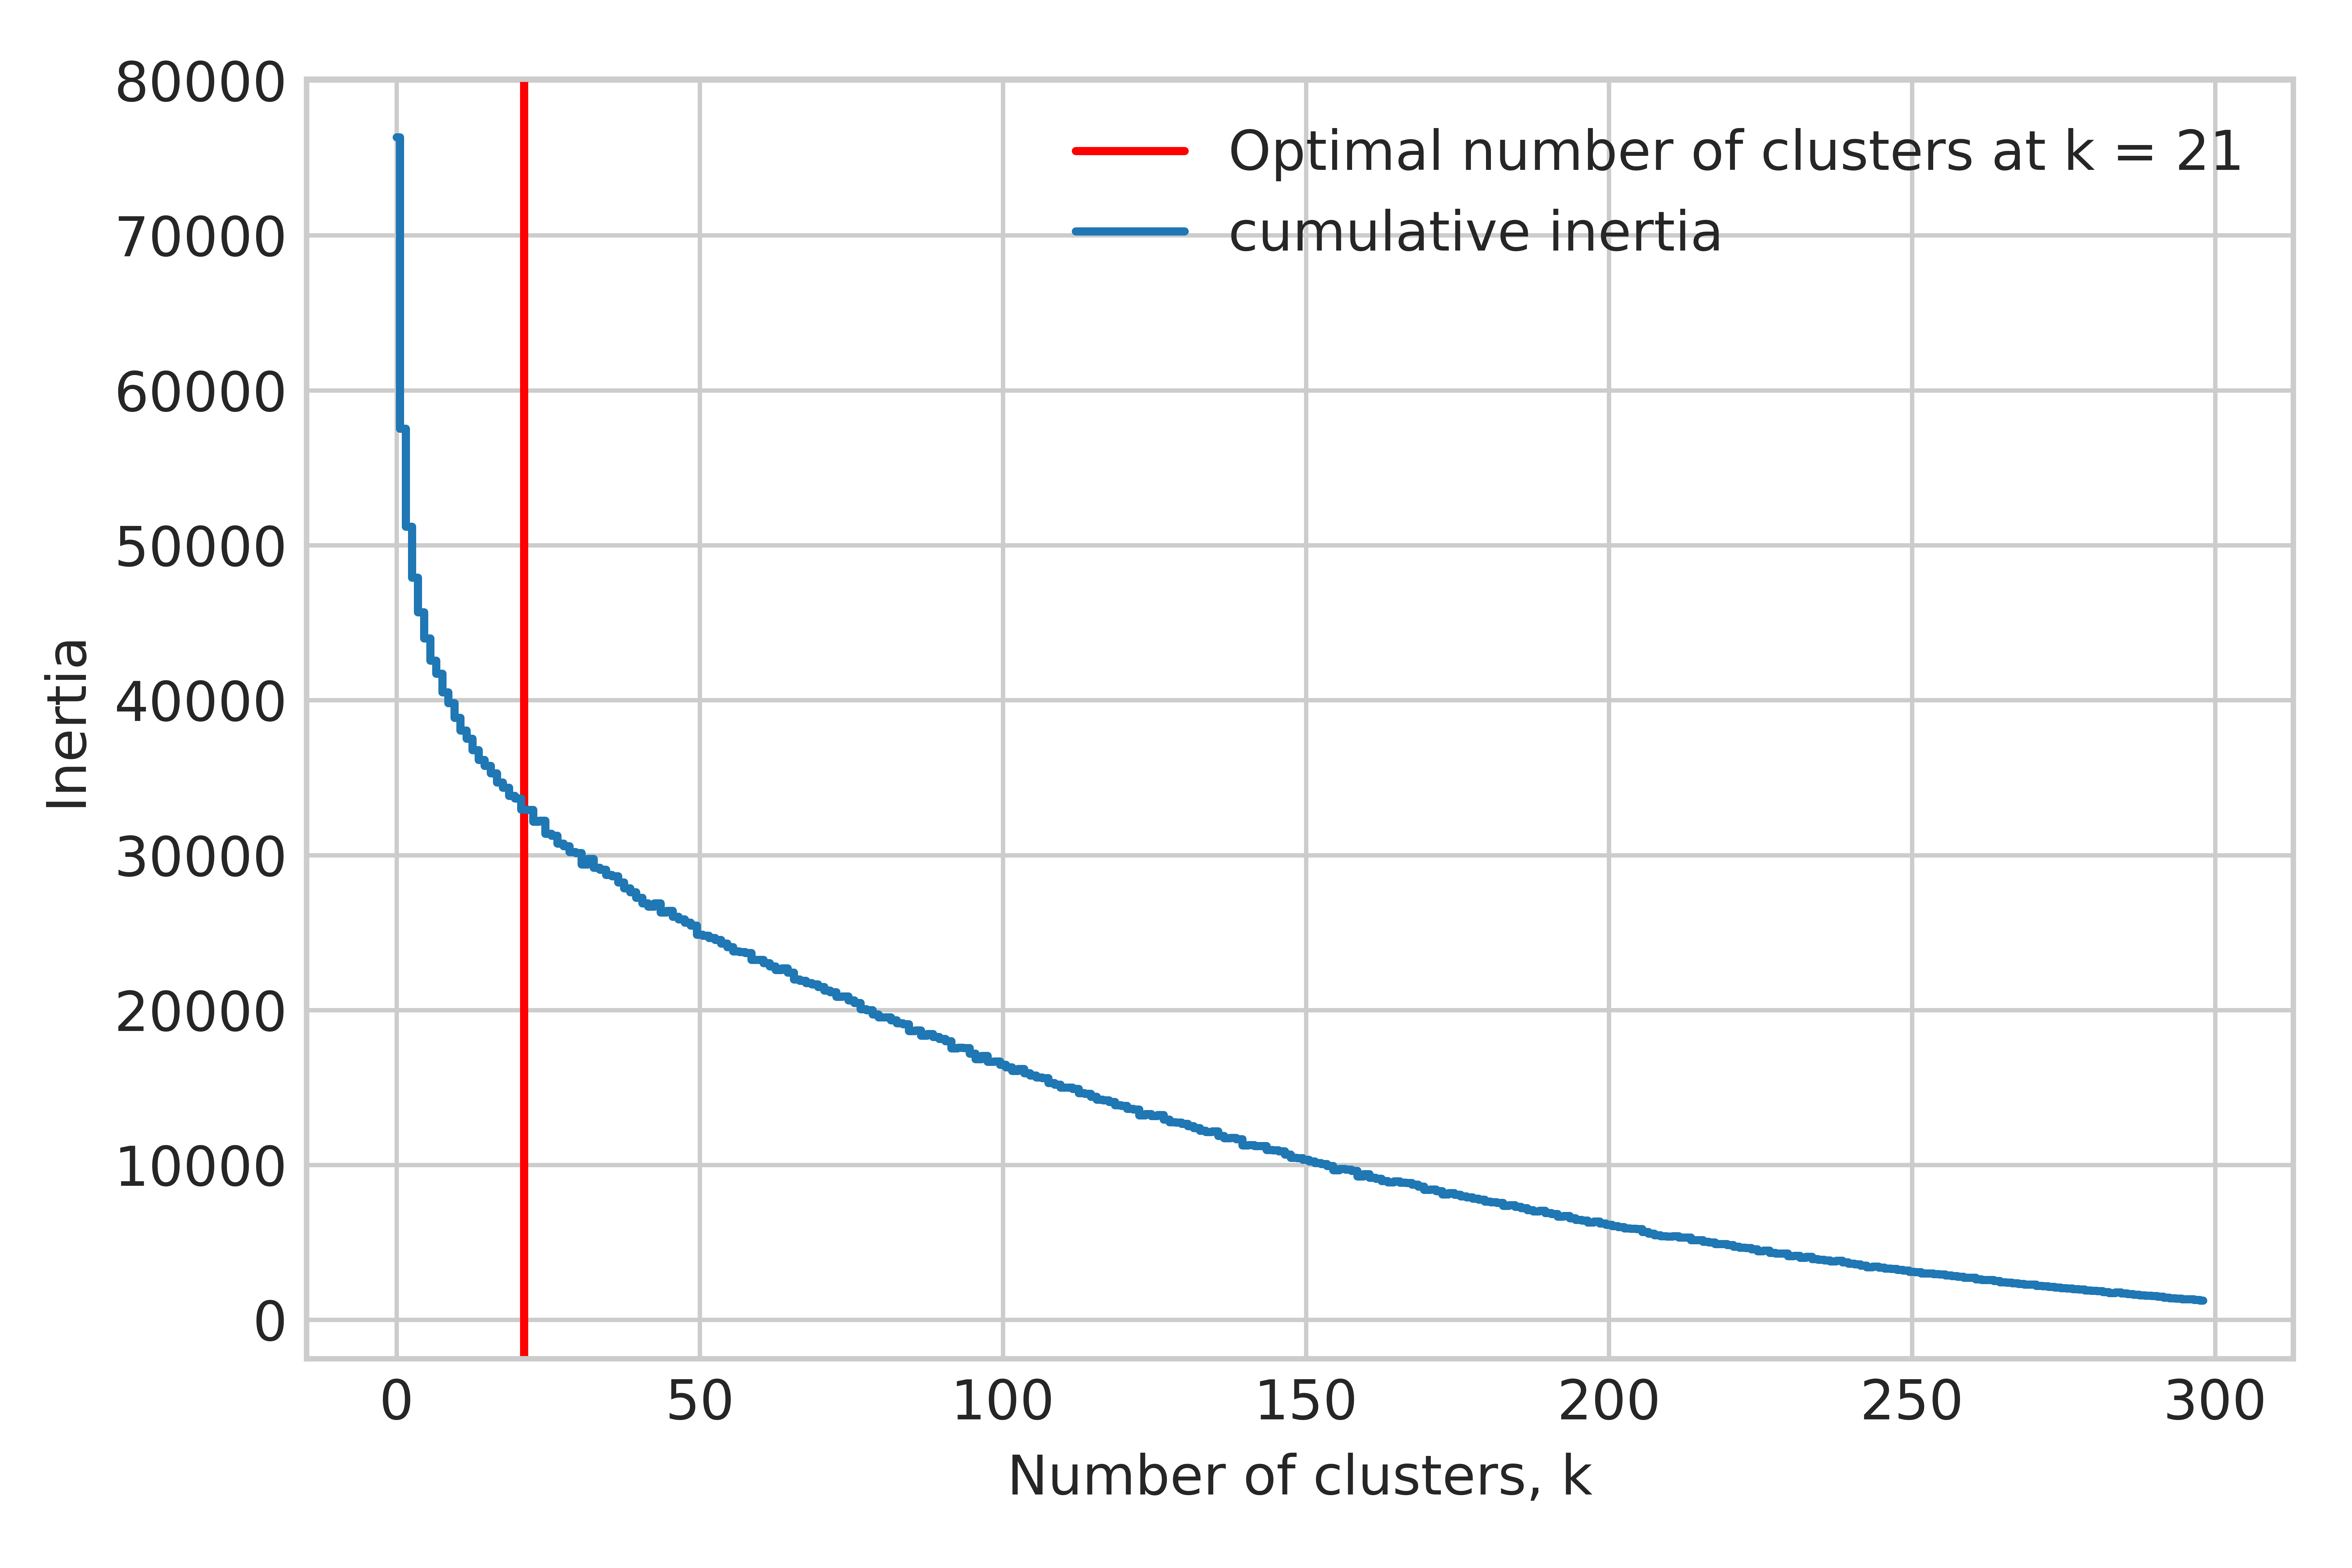 80000
70000
60000
50000
40000
30000
20000
10000
0
Inertia
Optimal number of clusters at k = 21
cumulative inertia
0 50 100 150 200 250 300
Number of clusters, k